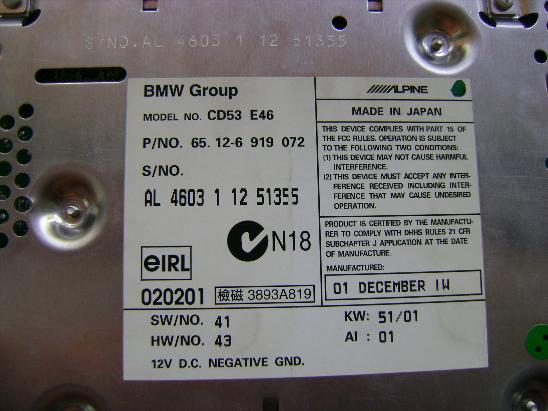 S/NO. AL 4603 1 12 51355
BMW Group
MODEL NO. CD53 E46
P/NO. 65. 12-6 919 072
S/NO.
AL 4603 1 12 51355
N18
eIRL
020201
檢磁 3893A819
SW/NO. 41
HW/NO. 43
12V D.C. NEGATIVE GND.
ALPINE
MADE IN JAPAN
THIS DEVICE COMPLIES WITH PART 15 OF
THE FCC RULES. OPERATION IS SUBJECT
TO THE FOLLOWING TWO CONDITIONS:
(1) THIS DEVICE MAY NOT CAUSE HARMFUL
INTERFERENCE.
(2) THIS DEVICE MUST ACCEPT ANY INTER-
FERENCE RECEIVED INCLUDING INTER-
FERENCE THAT MAY CAUSE UNDESIRED
OPERATION.
PRODUCT IS CERTIFIED BY THE MANUFACTU-
RER TO COMPLY WITH DHHS RULES 21 CFR
SUBCHAPTER J APPLICATION AT THE DATE
OF MANUFACTURE.
MANUFACTURED:
01 DECEMBER IW
KW: 51/01
AI : 01